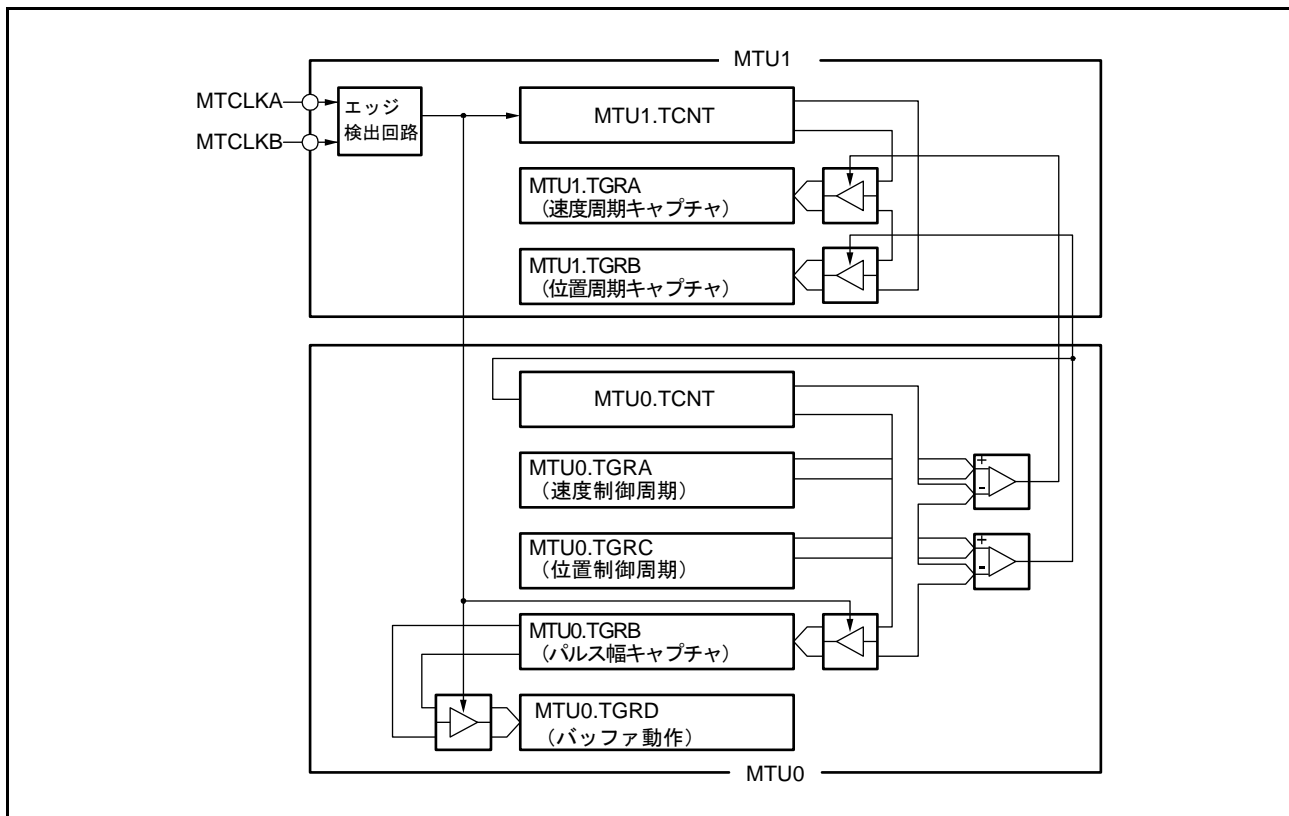 MTU1
MTCLKA
MTCLKB
エッジ
検出回路
MTU1.TCNT
MTU1.TGRA
(速度周期キャプチャ)
MTU1.TGRB
(位置周期キャプチャ)
MTU0.TCNT
MTU0.TGRA
(速度制御周期)
+
-
MTU0.TGRC
(位置制御周期)
+
-
MTU0.TGRB
(パルス幅キャプチャ)
MTU0.TGRD
(バッファ動作)
MTU0